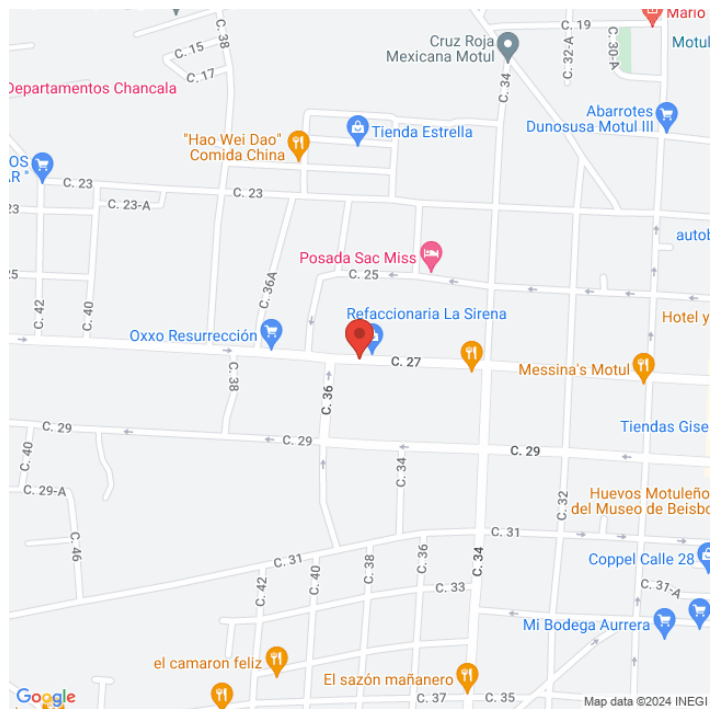 C. 15
C. 38
C. 17
C. 19
Mario
C. 32-A
C. 30-A
Motul
Cruz Roja
Mexicana Motul
C. 34
Departamentos Chancala
Abarrotes
Dunosusa Motul III
"Hao Wei Dao"
Comida China
Tienda Estrella
OS
AR "
C. 23
C. 23
23
C. 23-A
C. 23
autob
Posada Sac Miss
C. 25
25
C. 36A
C. 42
C. 40
Hotel y
Refaccionaria La Sirena
Oxxo Resurrección
C. 27
Messina's Motul
C. 38
C. 36
C. 29
C. 29
C. 29
Tiendas Gise
C. 40
C. 34
C. 29-A
C. 32
Huevos Motuleño
del Museo de Beisbo
C. 46
C. 31
C. 31
C. 38
C. 36
C. 34
C. 42
C. 40
Coppel Calle 28
C. 33
C. 31-A
Mi Bodega Aurrera
el camaron feliz
El sazón mañanero
C. 37
C. 35
Google
Map data ©2024 INEGI